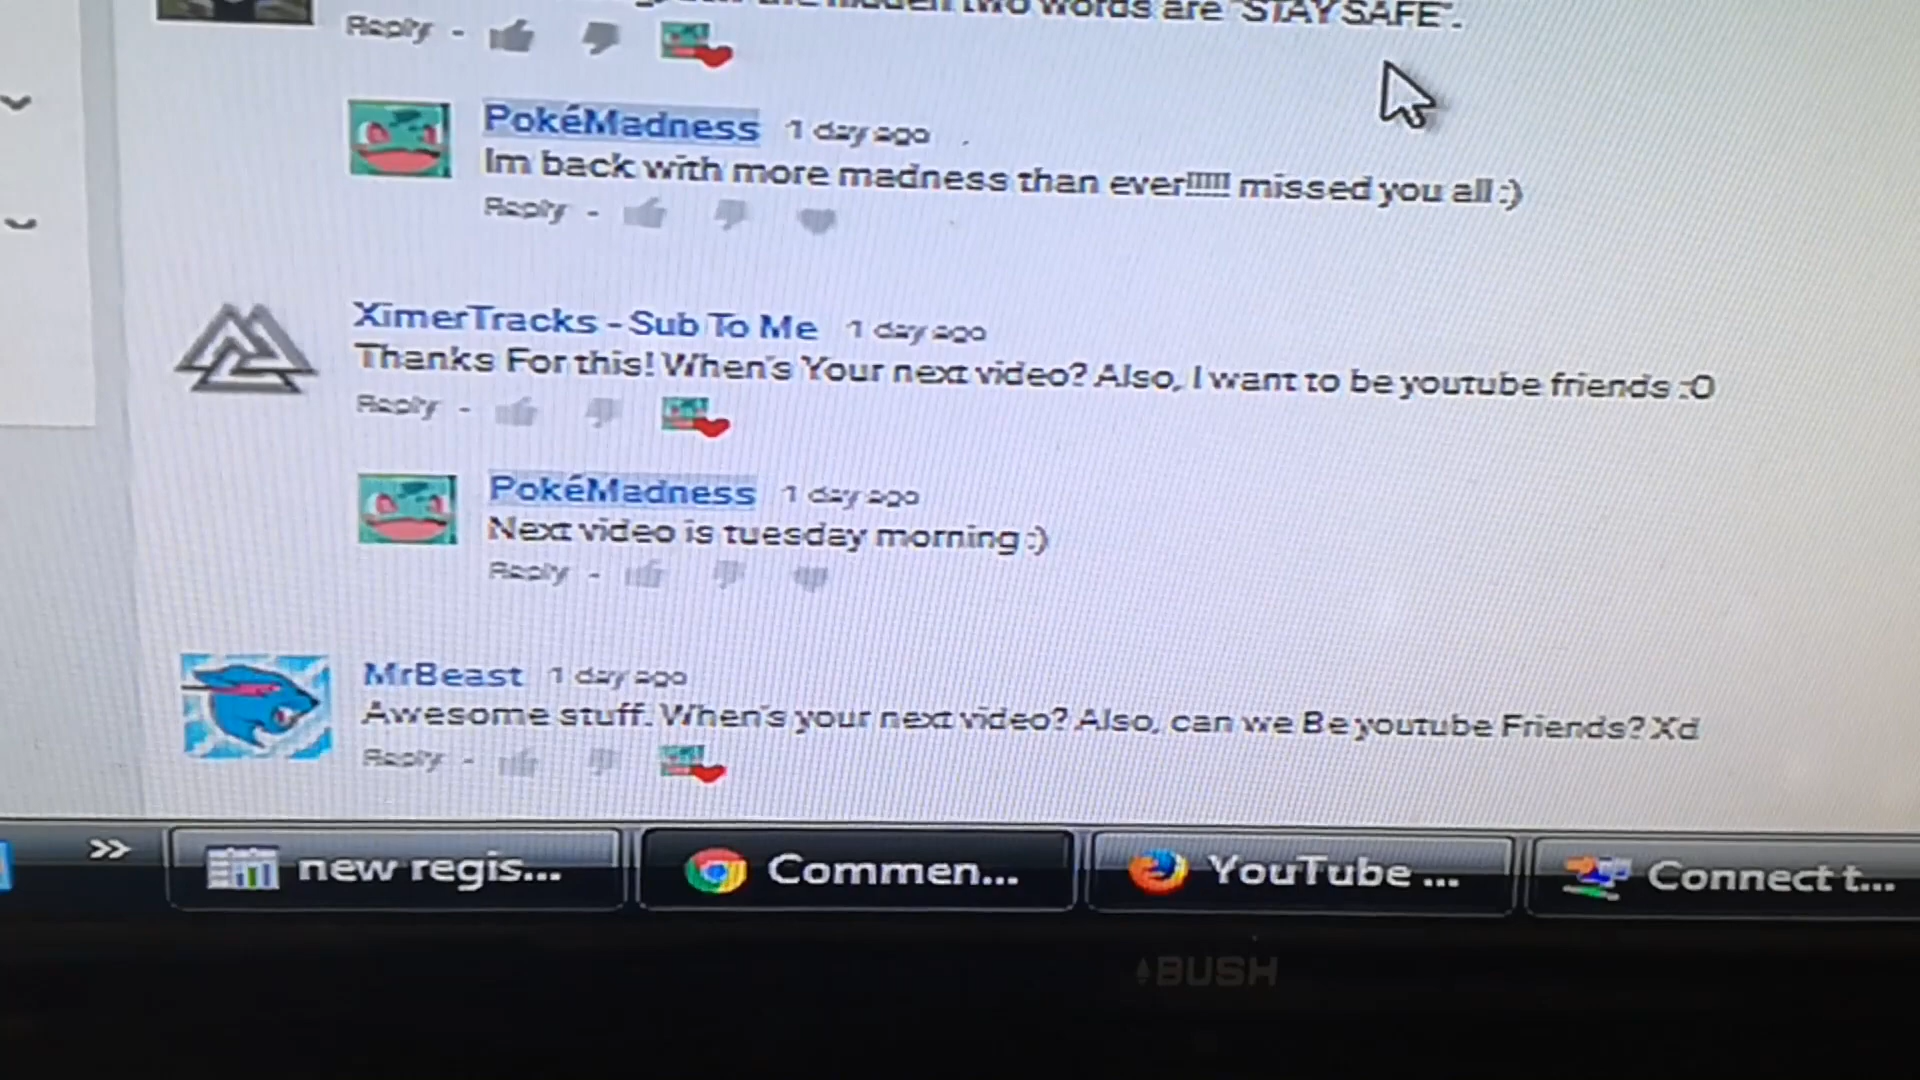 the hidden two words are "STAY SAFE".
Reply -
PokéMadness 1 day ago
Im back with more madness than ever!!!!!! missed you all :)
Reply -
XimerTracks - Sub To Me 1 day ago
Thanks For this! When's Your next video? Also, I want to be youtube friends :O
Reply -
PokéMadness 1 day ago
Next video is tuesday morning :)
Reply -
MrBeast 1 day ago
Awesome stuff. When's your next video? Also, can we Be youtube Friends? Xd
Reply -
>> new regis... Commen... YouTube ... Connect t...
BUSH